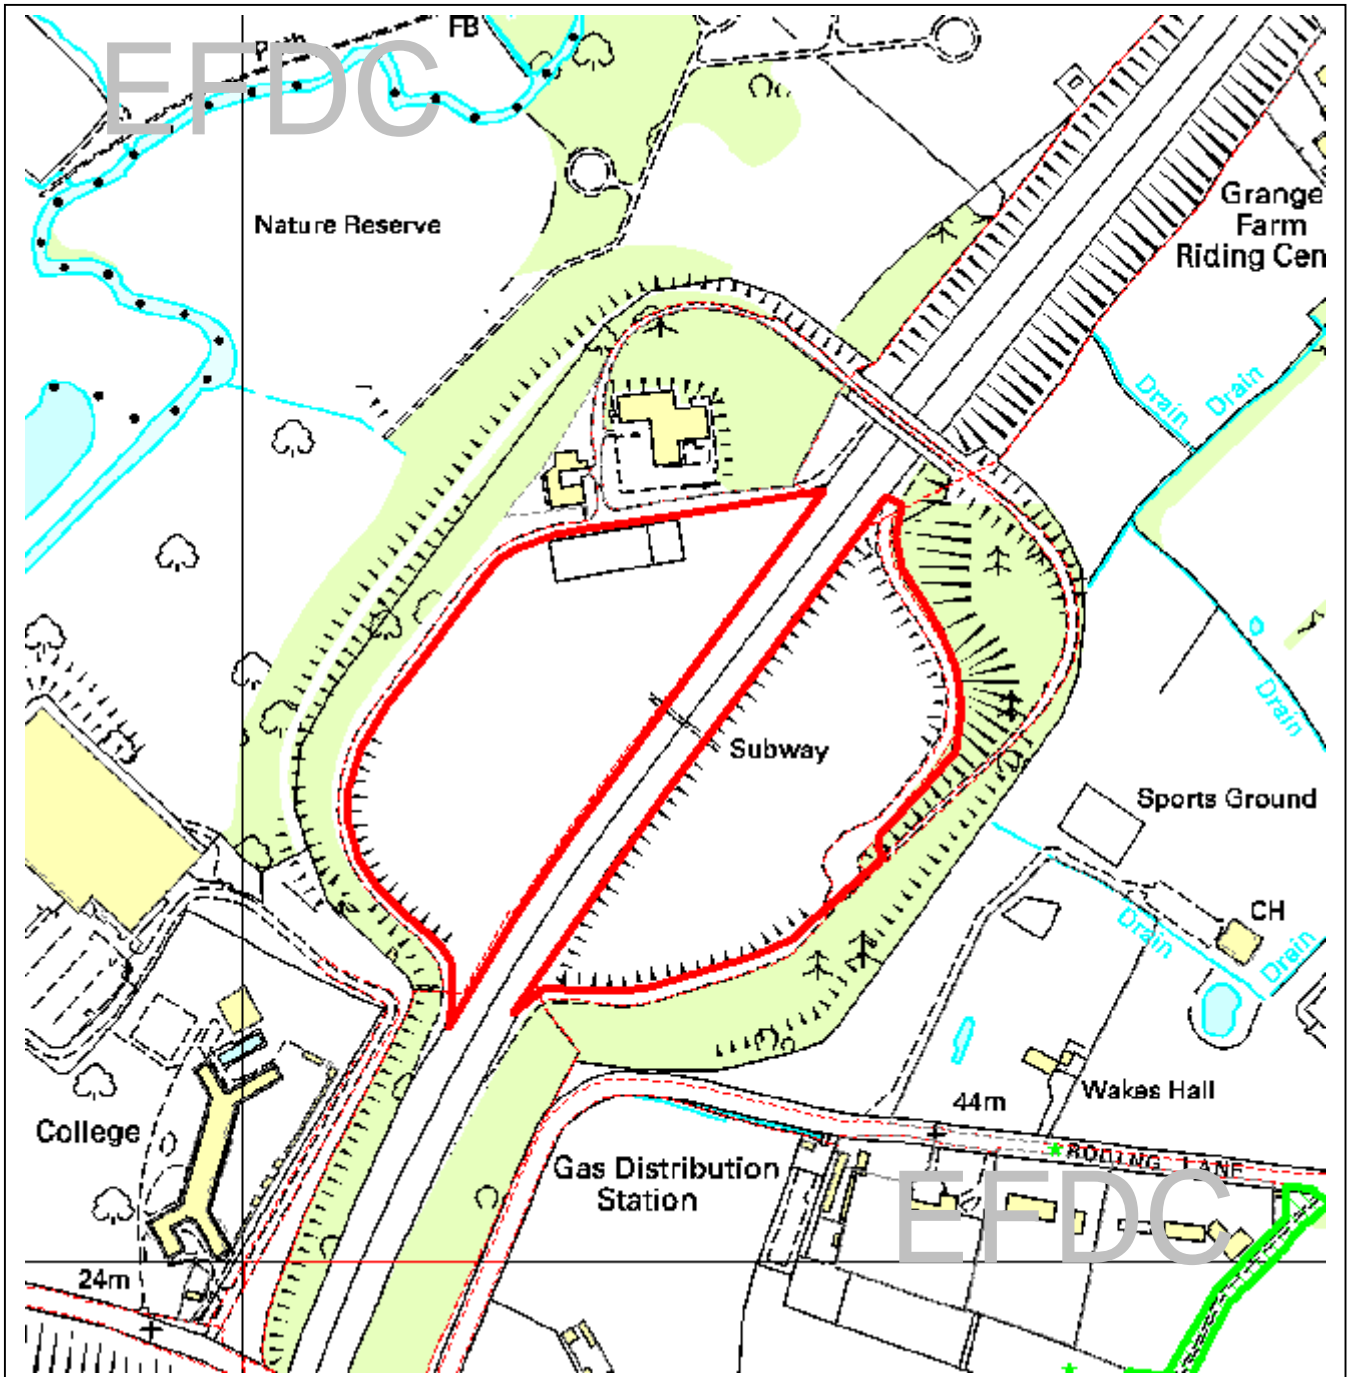 EFDC
Path
FB
Nature Reserve
Grange
Farm
Riding Cen
Drain
Drain
Subway
Drain
Sports Ground
CH
Drain
Drain
Wakes Hall
44m
College
Gas Distribution
Station
RODING LANE
EFDC
24m